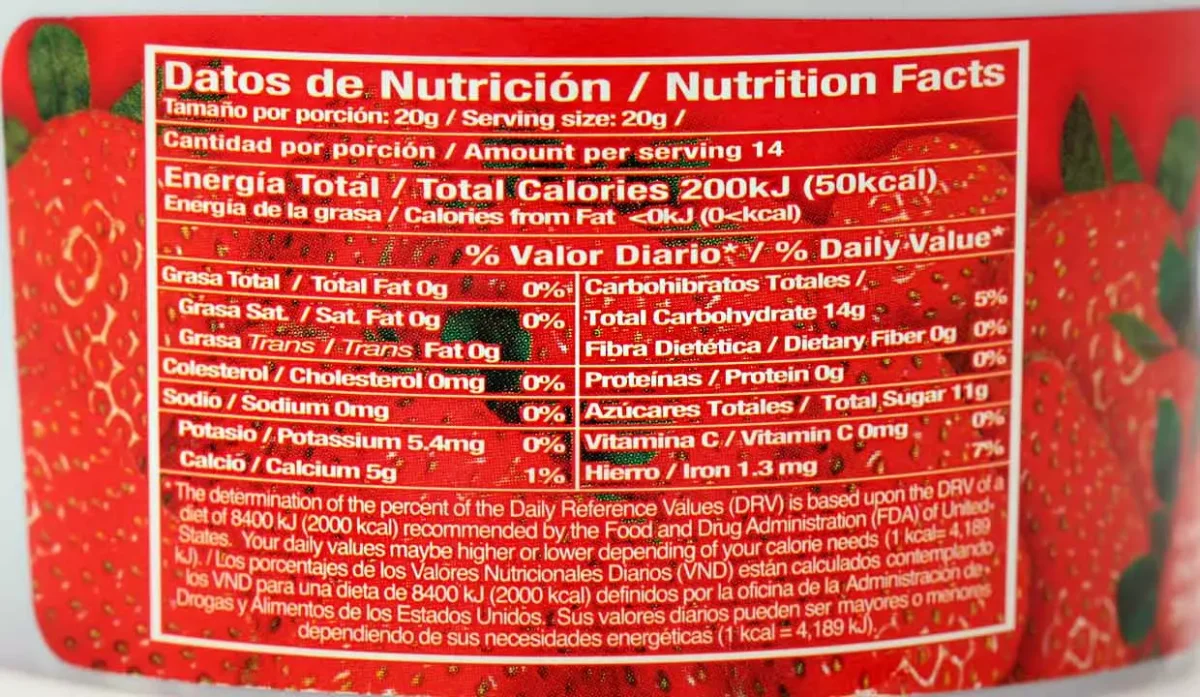 Datos de Nutrición / Nutrition Facts
Tamaño por porción: 20g / Serving size: 20g /
Cantidad por porción / Amount per serving 14
Energía Total / Total Calories 200kJ (50kcal)
Energía de la grasa / Calories from Fat <0kJ (0<kcal)
% Valor Diario* / % Daily Value*
Grasa Total / Total Fat 0g 0%
Grasa Sat. / Sat. Fat 0g 0%
Grasa Trans / Trans Fat 0g
Colesterol / Cholesterol 0mg 0%
Sodio / Sodium 0mg 0%
Potasio / Potassium 5.4mg 0%
Calcio / Calcium 5g 1%
Carbohibratos Totales /
Total Carbohydrate 14g 5%
Fibra Dietética / Dietary Fiber 0g 0%
Proteínas / Protein 0g 0%
Azúcares Totales / Total Sugar 11g
Vitamina C / Vitamin C 0mg 0%
Hierro / Iron 1.3 mg 7%
* The determination of the percent of the Daily Reference Values (DRV) is based upon the DRV of a
diet of 8400 kJ (2000 kcal) recommended by the Food and Drug Administration (FDA) of United
States. Your daily values maybe higher or lower depending of your calorie needs (1 kcal= 4,189
kJ). / Los porcentajes de los Valores Nutricionales Diarios (VND) están calculados contemplando
los VND para una dieta de 8400 kJ (2000 kcal) definidos por la oficina de la Administración de
Drogas y Alimentos de los Estados Unidos. Sus valores diarios pueden ser mayores o menores
dependiendo de sus necesidades energéticas (1 kcal = 4,189 kJ).